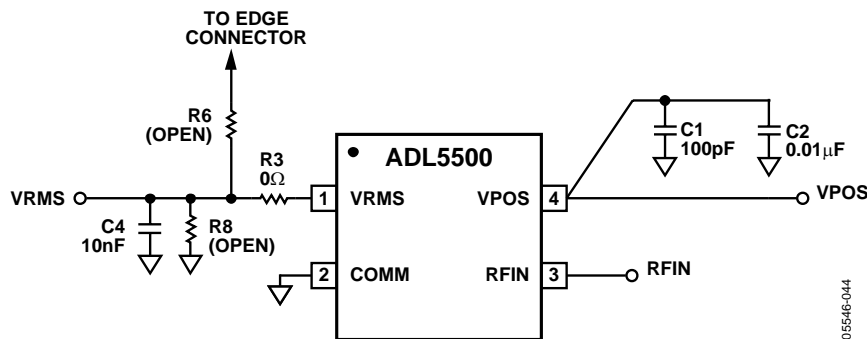 TO EDGE
CONNECTOR
R6
(OPEN)
R3
0Ω
VRMS
C4
10nF
R8
(OPEN)
ADL5500
1
VRMS
VPOS
4
2
COMM
RFIN
3
C1
100pF
C2
0.01μF
VPOS
RFIN
05546-044